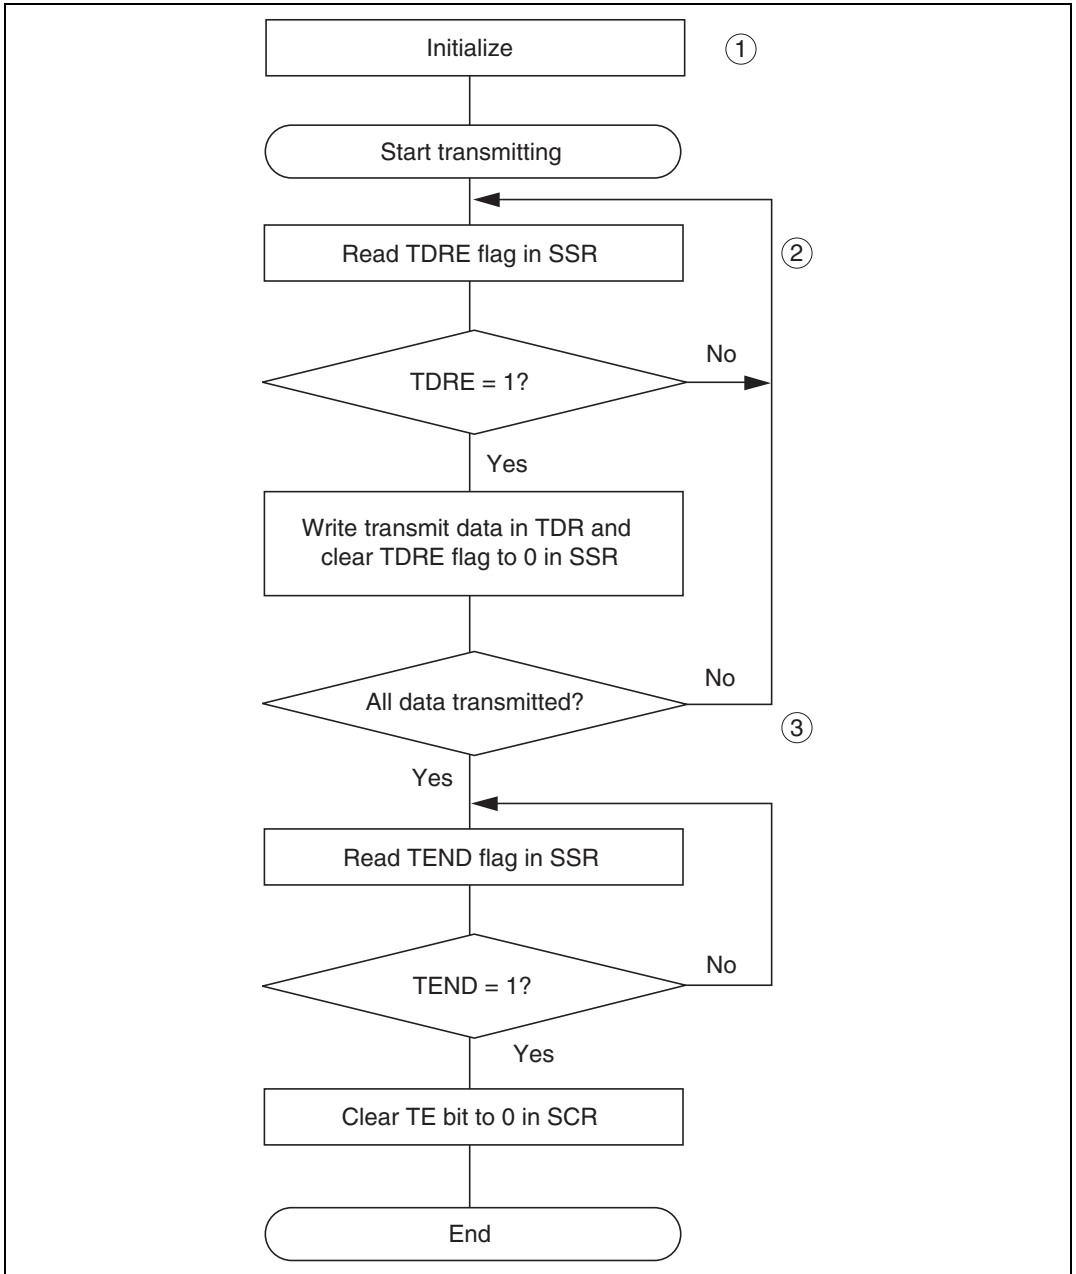 Initialize
①
Start transmitting
Read TDRE flag in SSR
②
No
TDRE = 1?
Yes
Write transmit data in TDR and
clear TDRE flag to 0 in SSR
No
All data transmitted?
③
Yes
Read TEND flag in SSR
No
TEND = 1?
Yes
Clear TE bit to 0 in SCR
End